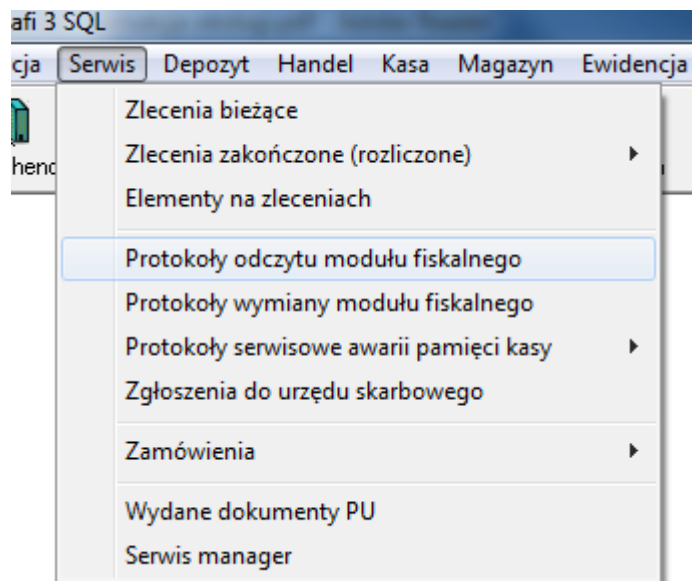 afi 3 SQL
cja Serwis Depozyt Handel Kasa Magazyn Ewidencja
Zlecenia bieżące
henc
Zlecenia zakończone (rozliczone)
Elementy na zleceniach
Protokoły odczytu modułu fiskalnego
Protokoły wymiany modułu fiskalnego
Protokoły serwisowe awarii pamięci kasy
Zgłoszenia do urzędu skarbowego
Zamówienia
Wydane dokumenty PU
Serwis manager